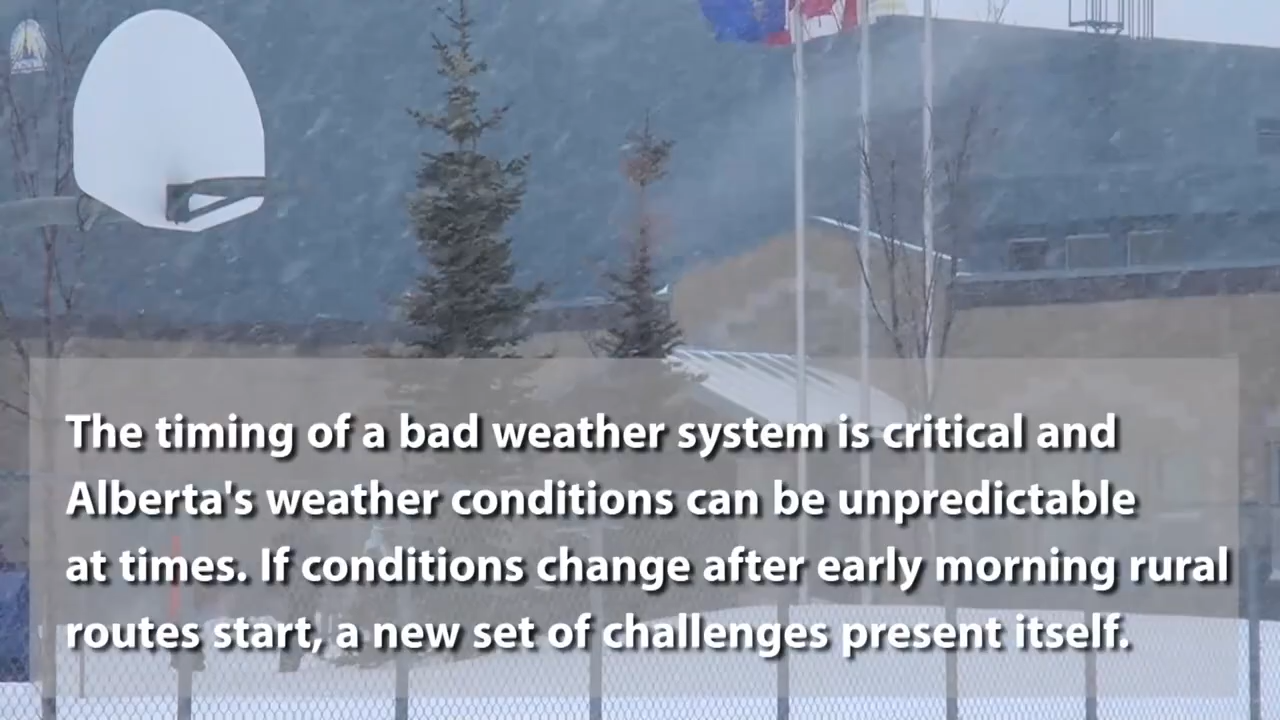 The timing of a bad weather system is critical and
Alberta's weather conditions can be unpredictable
at times. If conditions change after early morning rural
routes start, a new set of challenges present itself.